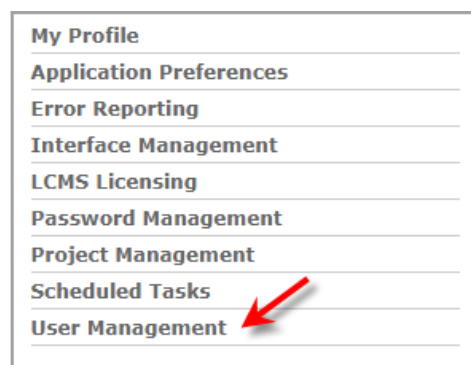 My Profile
Application Preferences
Error Reporting
Interface Management
LCMS Licensing
Password Management
Project Management
Scheduled Tasks
User Management